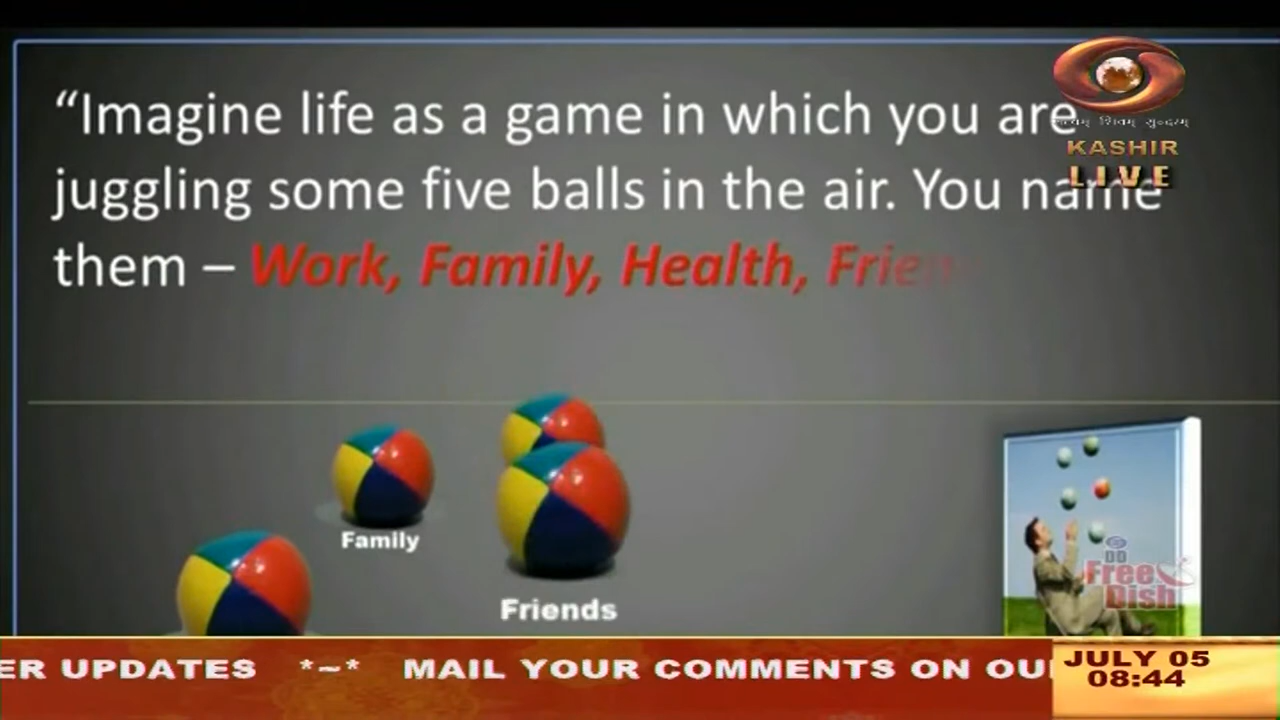 “Imagine life as a game in which you are
juggling some five balls in the air. You name
them – Work, Family, Health, Frien
सत्यम् शिवम् सुन्दरम्
KASHIR
LIVE
Family
Friends
DD
Free Dish
ER UPDATES *~* MAIL YOUR COMMENTS ON OU
JULY 05
08:44